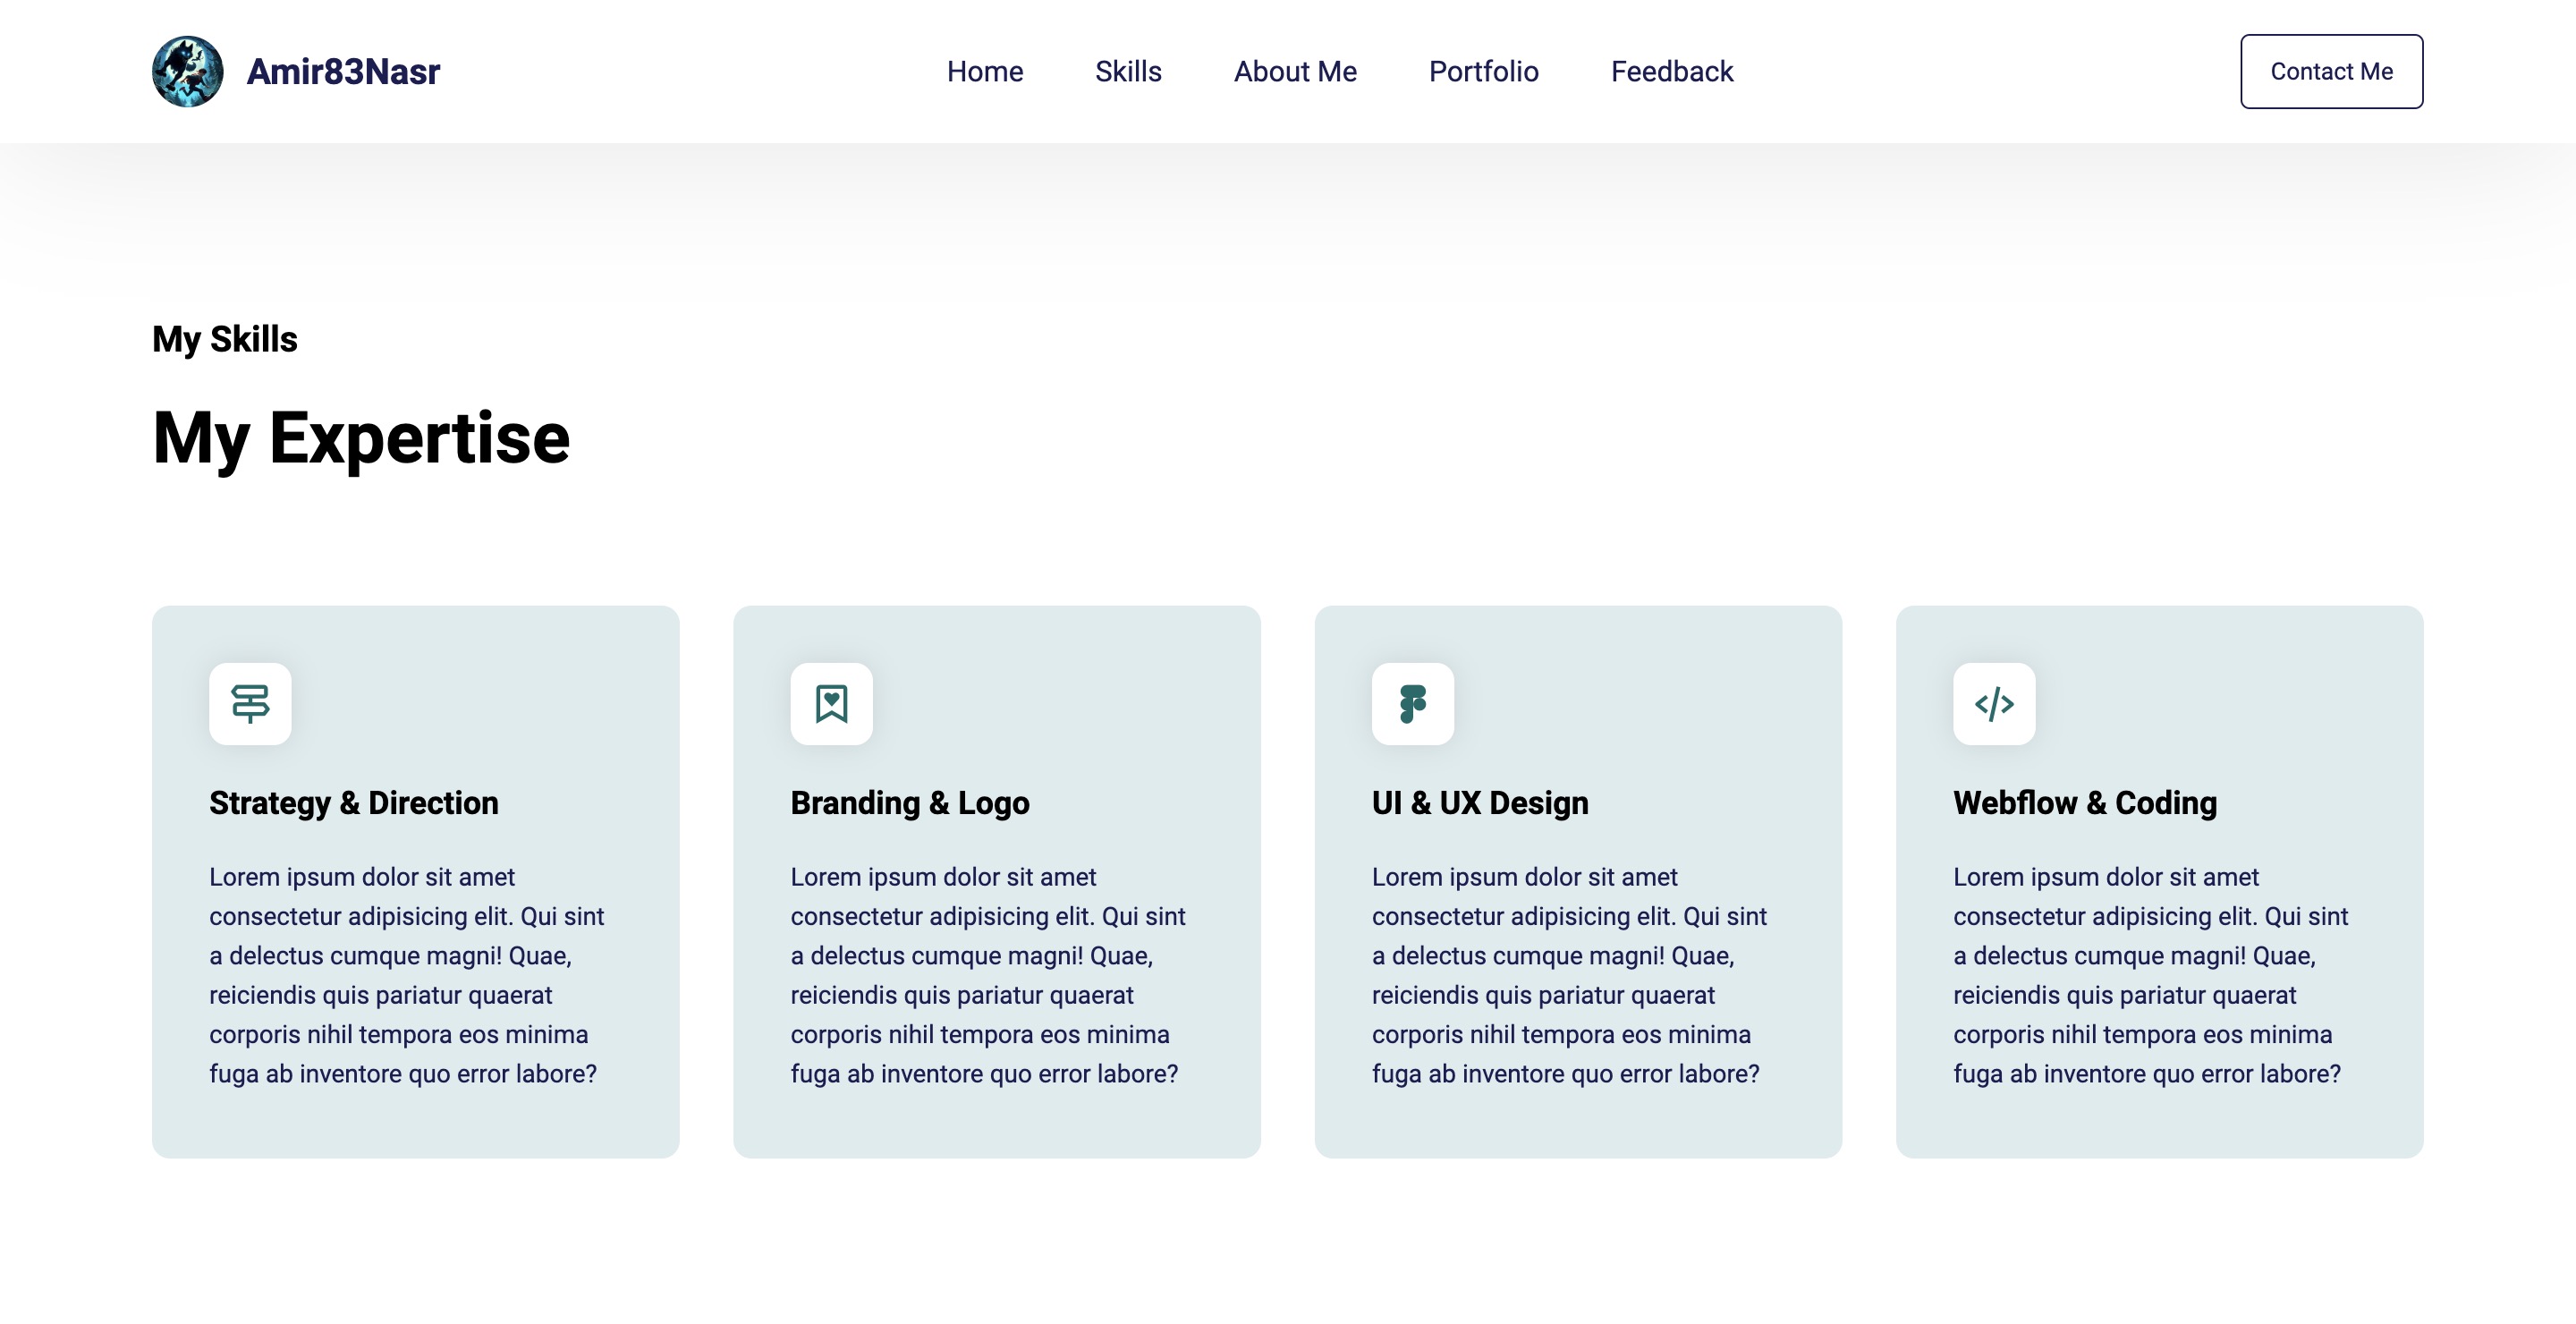 Amir83Nasr
Home Skills About Me Portfolio Feedback
Contact Me
My Skills
My Expertise
Strategy & Direction
Lorem ipsum dolor sit amet
consectetur adipisicing elit. Qui sint
a delectus cumque magni! Quae,
reiciendis quis pariatur quaerat
corporis nihil tempora eos minima
fuga ab inventore quo error labore?
Branding & Logo
Lorem ipsum dolor sit amet
consectetur adipisicing elit. Qui sint
a delectus cumque magni! Quae,
reiciendis quis pariatur quaerat
corporis nihil tempora eos minima
fuga ab inventore quo error labore?
UI & UX Design
Lorem ipsum dolor sit amet
consectetur adipisicing elit. Qui sint
a delectus cumque magni! Quae,
reiciendis quis pariatur quaerat
corporis nihil tempora eos minima
fuga ab inventore quo error labore?
Webflow & Coding
Lorem ipsum dolor sit amet
consectetur adipisicing elit. Qui sint
a delectus cumque magni! Quae,
reiciendis quis pariatur quaerat
corporis nihil tempora eos minima
fuga ab inventore quo error labore?